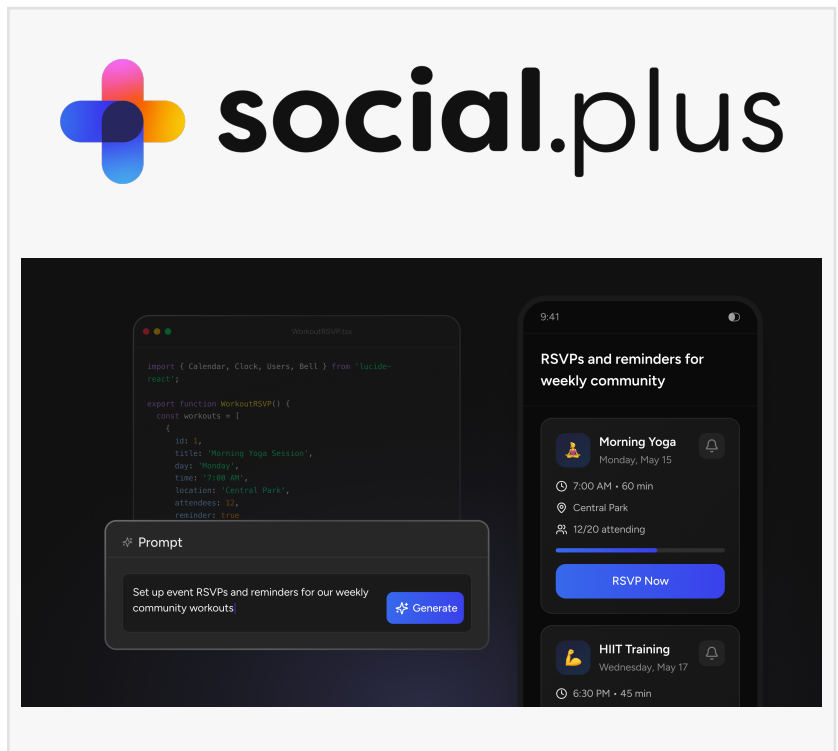 social.plus
WorkoutRSVP.tsx
import { Calendar, Clock, Users, Bell } from 'lucide-
react';
export function WorkoutRSVP() {
const workouts = [
{
id: 1,
title: 'Morning Yoga Session',
day: 'Monday',
time: '7:00 AM',
location: 'Central Park',
attendees: 12,
reminder: true
Prompt
Set up event RSVPs and reminders for our weekly
community workouts
Generate
9:41
RSVPs and reminders for
weekly community
Morning Yoga
Monday, May 15
7:00 AM • 60 min
Central Park
12/20 attending
RSVP Now
HIIT Training
Wednesday, May 17
6:30 PM • 45 min